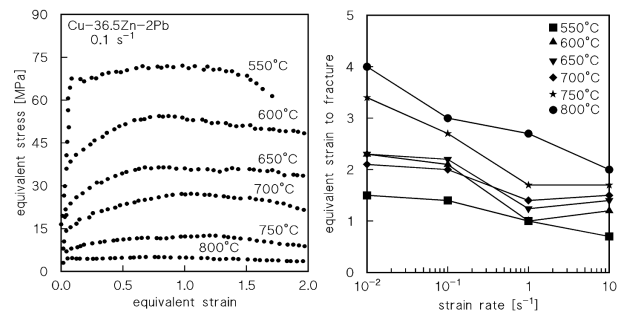 Cu-36.5Zn-2Pb
0.1 s⁻¹
90
75
60
45
30
15
0
equivalent stress [MPa]
550°C
600°C
650°C
700°C
750°C
800°C
0.0 0.5 1.0 1.5 2.0
equivalent strain
5
4
3
2
1
0
equivalent strain to fracture
550°C
600°C
650°C
700°C
750°C
800°C
10⁻² 10⁻¹ 1 10
strain rate [s⁻¹]